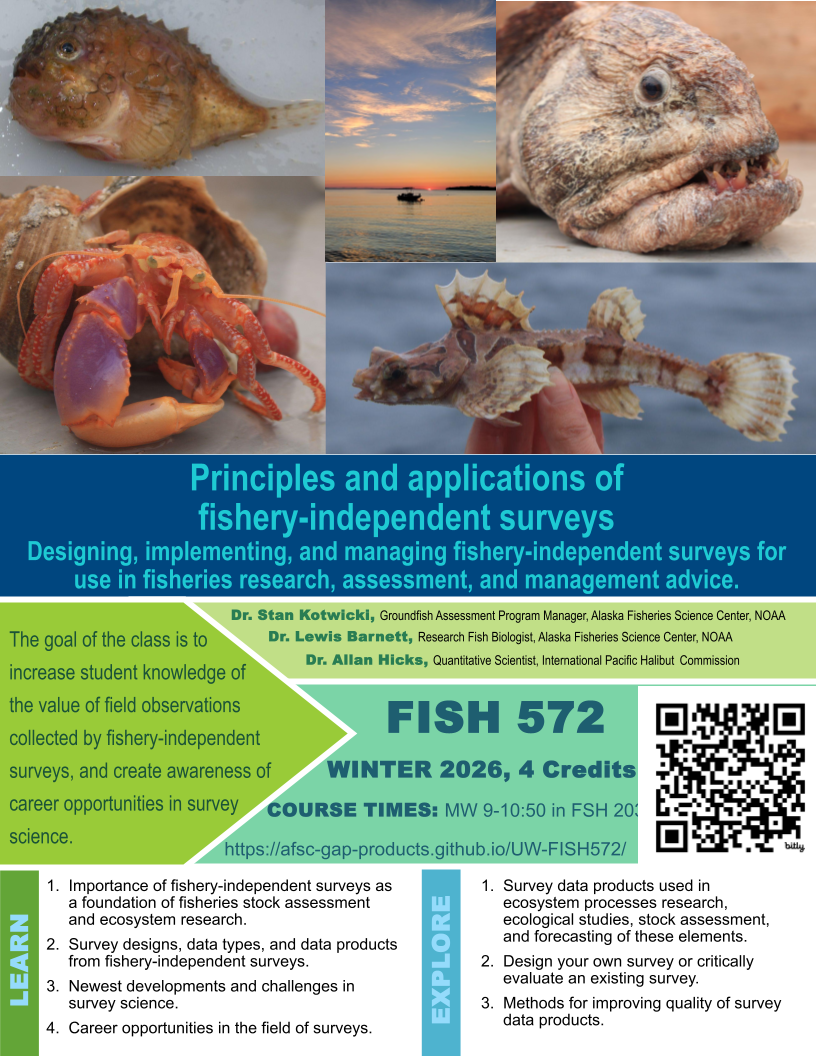 Principles and applications of
fishery-independent surveys
Designing, implementing, and managing fishery-independent surveys for
use in fisheries research, assessment, and management advice.
Dr. Stan Kotwicki, Groundfish Assessment Program Manager, Alaska Fisheries Science Center, NOAA
Dr. Lewis Barnett, Research Fish Biologist, Alaska Fisheries Science Center, NOAA
Dr. Allan Hicks, Quantitative Scientist, International Pacific Halibut Commission
The goal of the class is to
increase student knowledge of
the value of field observations
collected by fishery-independent
surveys, and create awareness of
career opportunities in survey
science.
FISH 572
WINTER 2026, 4 Credits
COURSE TIMES: MW 9-10:50 in FSH 203
https://afsc-gap-products.github.io/UW-FISH572/
bitly
LEARN
1. Importance of fishery-independent surveys as
a foundation of fisheries stock assessment
and ecosystem research.
2. Survey designs, data types, and data products
from fishery-independent surveys.
3. Newest developments and challenges in
survey science.
4. Career opportunities in the field of surveys.
EXPLORE
1. Survey data products used in
ecosystem processes research,
ecological studies, stock assessment,
and forecasting of these elements.
2. Design your own survey or critically
evaluate an existing survey.
3. Methods for improving quality of survey
data products.